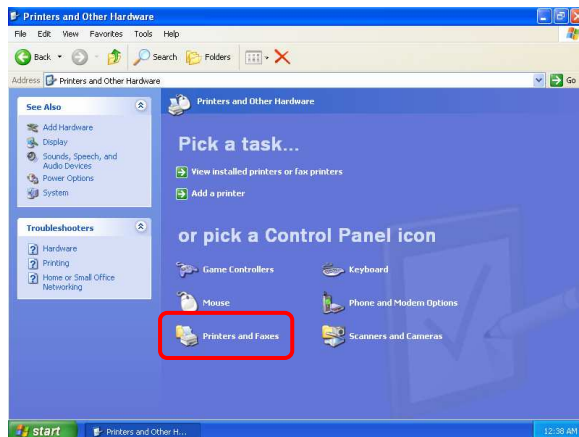 Printers and Other Hardware
File Edit View Favorites Tools Help
Back Search Folders
Address Printers and Other Hardware Go
See Also
Add Hardware
Display
Sounds, Speech, and
Audio Devices
Power Options
System
Troubleshooters
Hardware
Printing
Home or Small Office
Networking
Printers and Other Hardware
Pick a task...
View installed printers or fax printers
Add a printer
or pick a Control Panel icon
Game Controllers Keyboard
Mouse Phone and Modem Options
Printers and Faxes Scanners and Cameras
start Printers and Other H... 12:38 AM